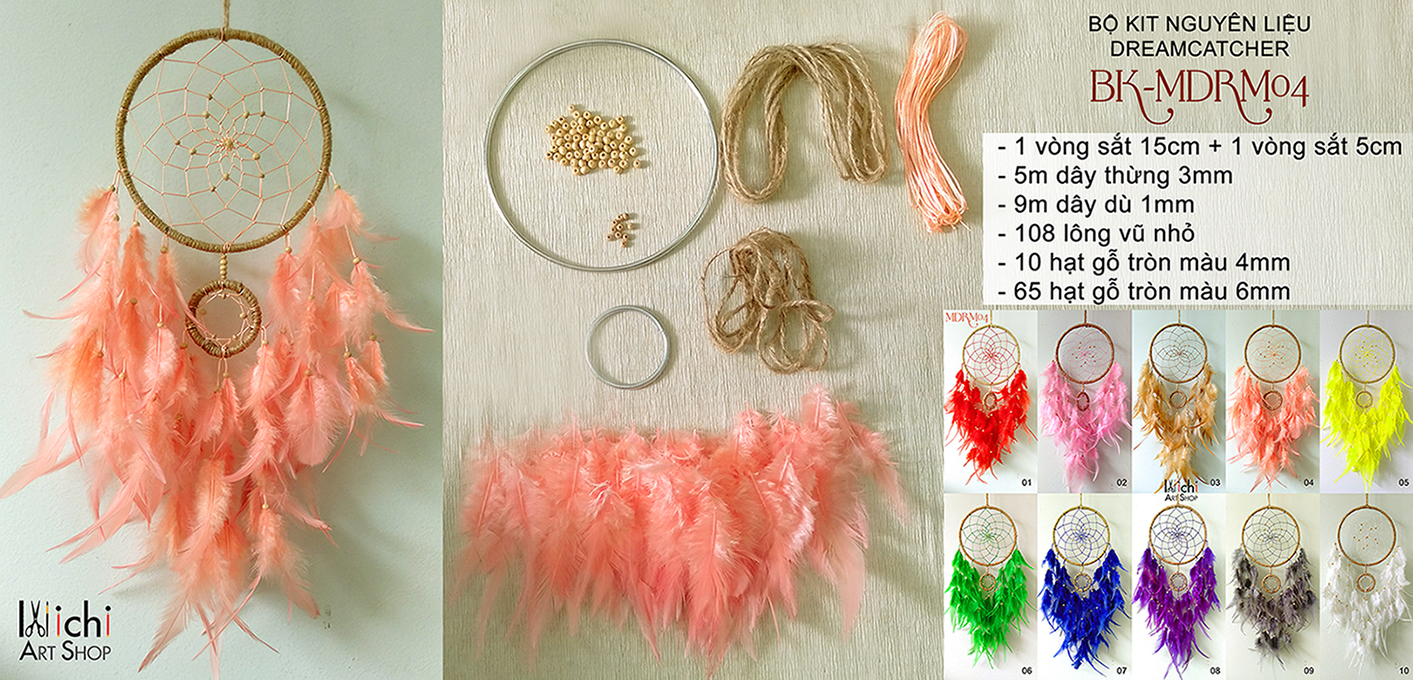 BỘ KIT NGUYÊN LIỆU
DREAMCATCHER
BK-MDRM04
- 1 vòng sắt 15cm + 1 vòng sắt 5cm
- 5m dây thừng 3mm
- 9m dây dù 1mm
- 108 lông vũ nhỏ
- 10 hạt gỗ tròn màu 4mm
- 65 hạt gỗ tròn màu 6mm
MDRM04
01
02
03
04
05
Kiichi
ART SHOP
06
07
08
09
10
Kiichi
ART SHOP